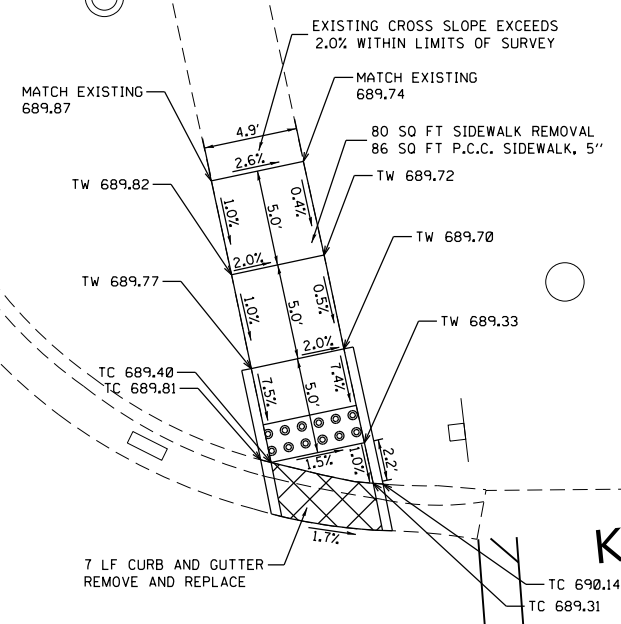 EXISTING CROSS SLOPE EXCEEDS
2.0% WITHIN LIMITS OF SURVEY
MATCH EXISTING
689.87
MATCH EXISTING
689.74
4.9'
80 SQ FT SIDEWALK REMOVAL
86 SQ FT P.C.C. SIDEWALK, 5''
2.6%
TW 689.82
TW 689.72
1.0%
5.0'
0.4%
TW 689.70
2.0%
TW 689.77
1.0%
5.0'
0.5%
TW 689.33
2.0%
TC 689.40
TC 689.81
7.5%
5.0'
7.4%
1.5%
1.0%
2.2'
1.7%
7 LF CURB AND GUTTER
REMOVE AND REPLACE
K
TC 690.14
TC 689.31